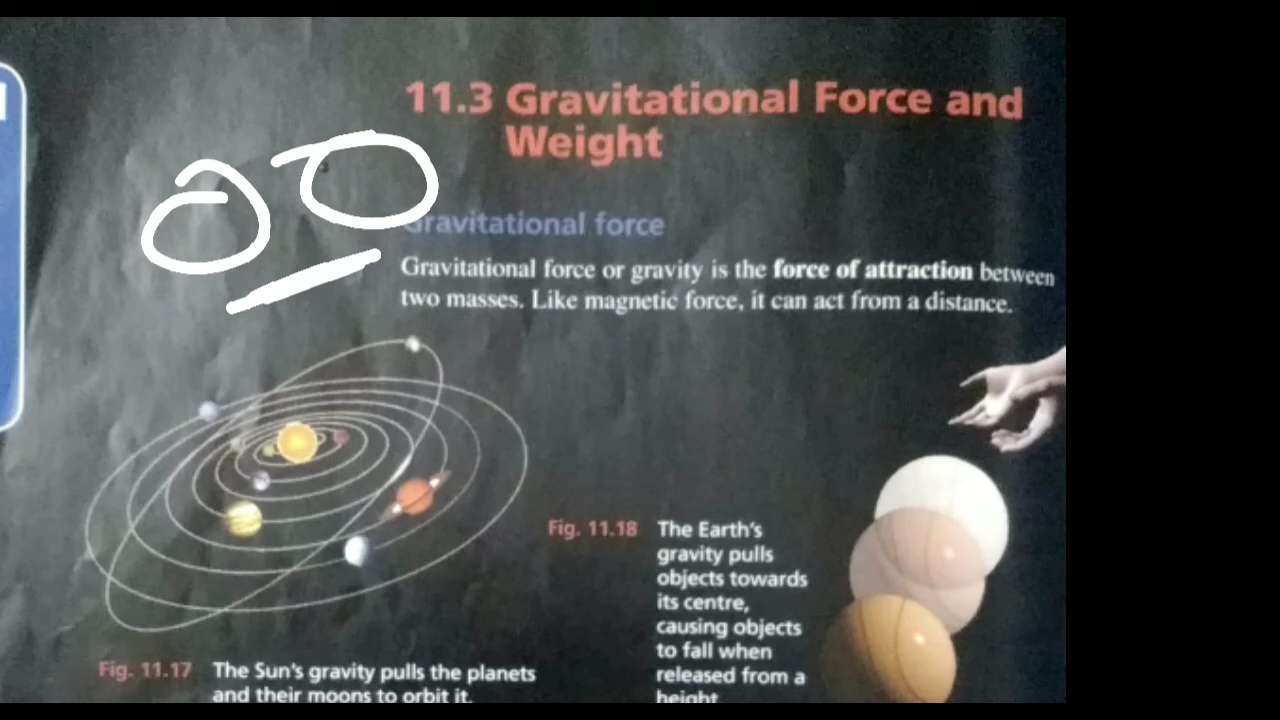 11.3 Gravitational Force and
Weight
Gravitational force
Gravitational force or gravity is the force of attraction between
two masses. Like magnetic force, it can act from a distance.
Fig. 11.18 The Earth's
gravity pulls
objects towards
its centre,
causing objects
to fall when
released from a
height
Fig. 11.17 The Sun's gravity pulls the planets
and their moons to orbit it.